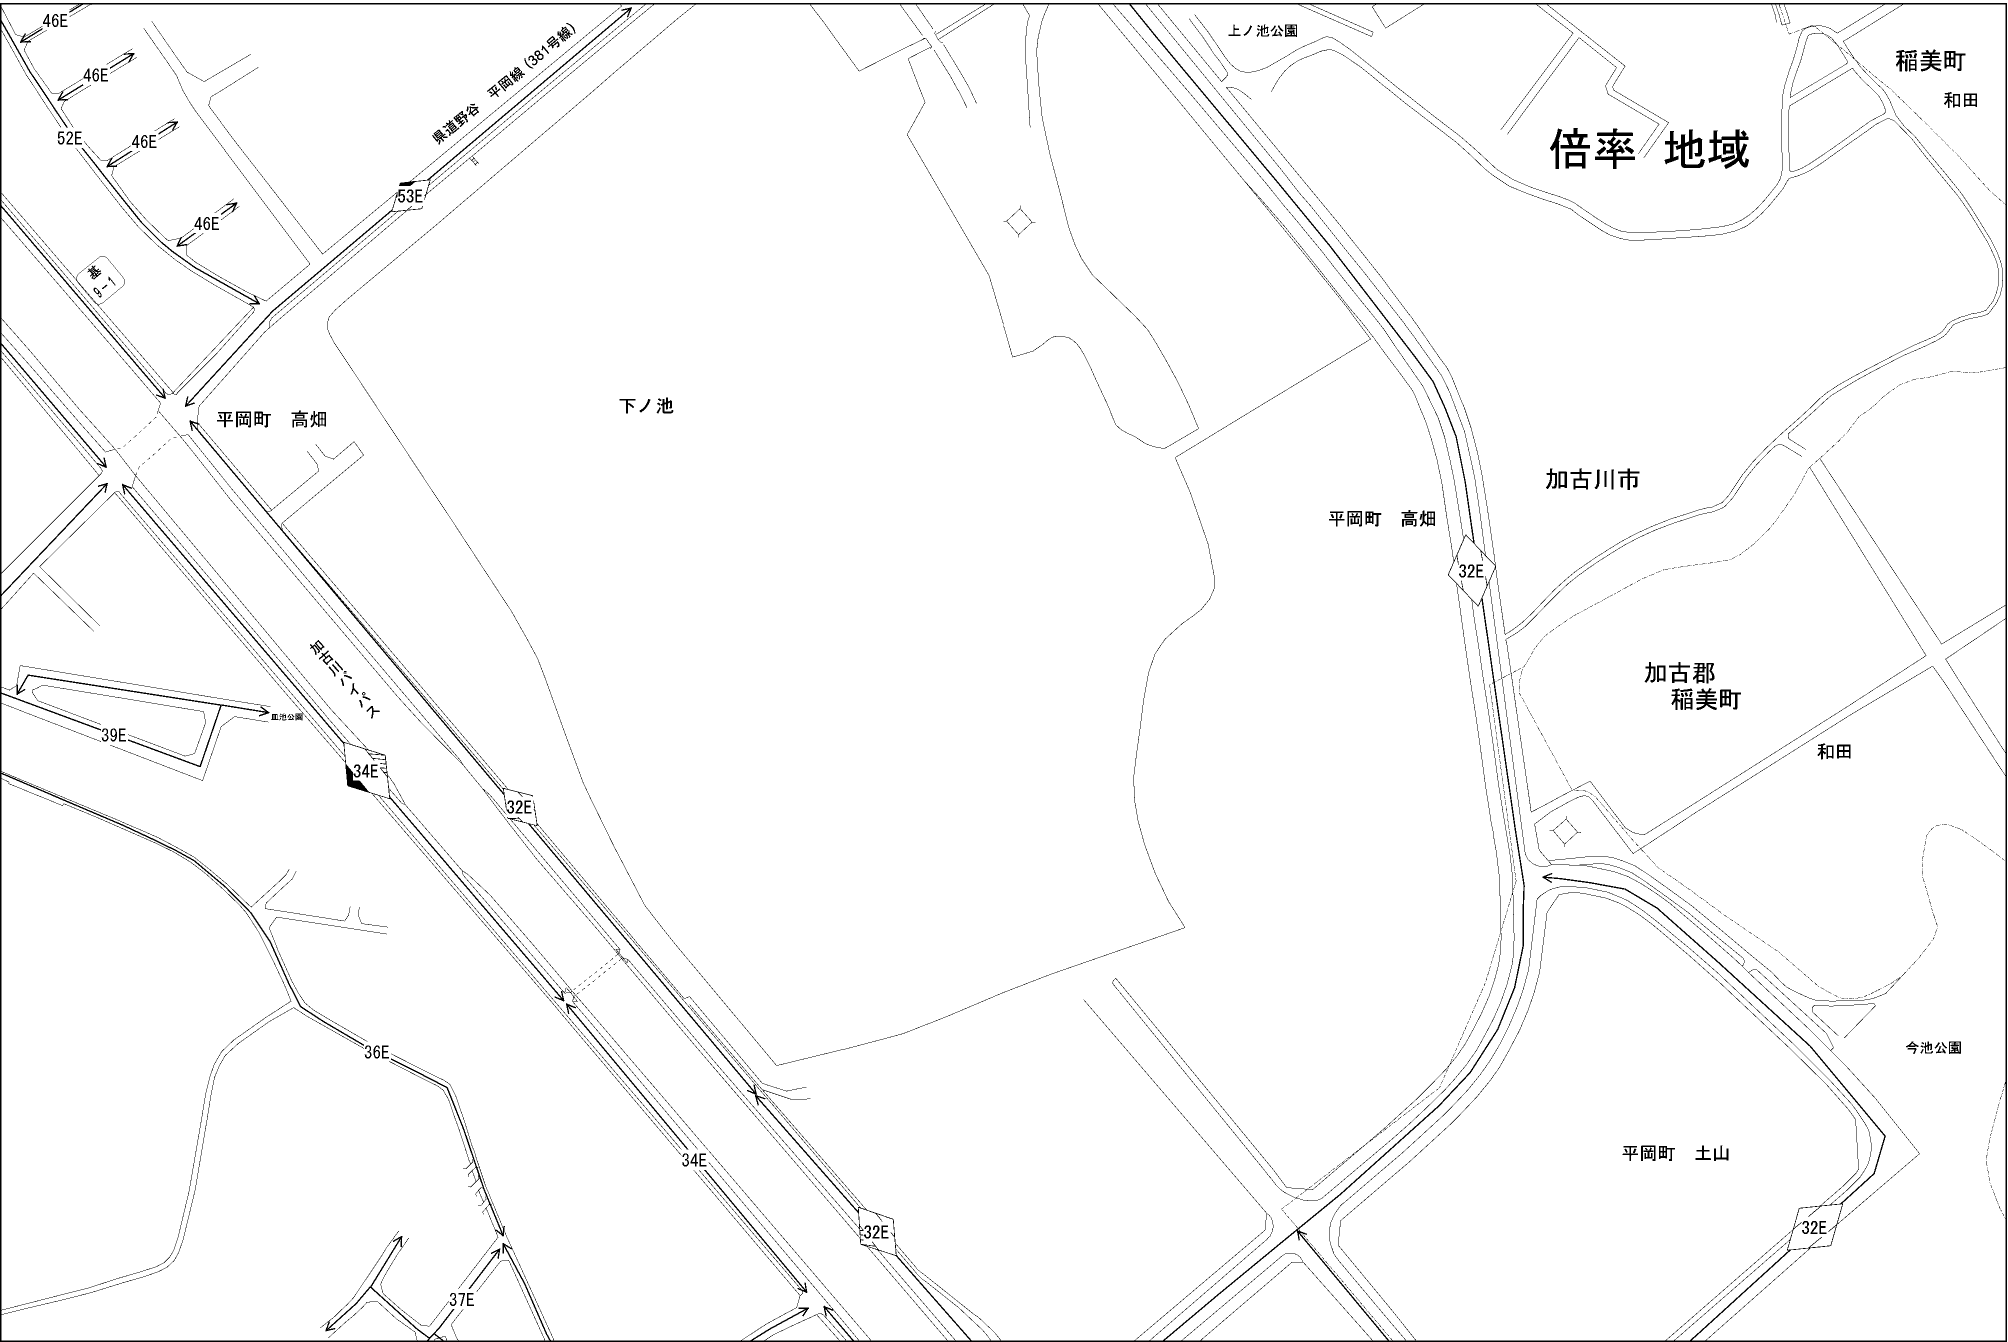 46E
上ノ池公園
県道野谷　平岡線 (381号線)
稲美町
46E
和田
52E
46E
倍率　地域
53E
46E
基
9-1
下ノ池
平岡町　高畑
加古川市
平岡町　高畑
32E
加古川バイパス
加古郡
稲美町
皿池公園
39E
和田
34E
32E
36E
今池公園
34E
平岡町　土山
32E
32E
37E